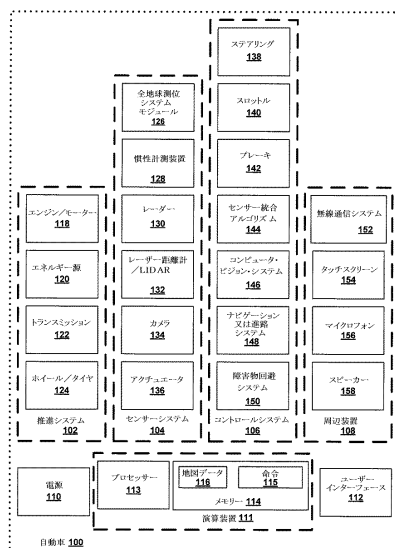 ステアリング
138
スロットル
140
ブレーキ
142
センサー統合
アルゴリズム
144
コンピュータ・
ビジョン・システム
146
ナビゲーション
又は進路
システム
148
障害物回避
システム
150
コントロールシステム
106
全地球測位
システム
モジュール
126
慣性計測装置
128
レーダー
130
レーザー距離計
/LIDAR
132
カメラ
134
アクチュエータ
136
センサーシステム
104
エンジン/モーター
118
エネルギー源
120
トランスミッション
122
ホイール/タイヤ
124
推進システム
102
無線通信システム
152
タッチスクリーン
154
マイクロフォン
156
スピーカー
158
周辺装置
108
電源
110
プロセッサー
113
地図データ
116
命令
115
メモリー 114
演算装置 111
ユーザー
インターフェース
112
自動車 100